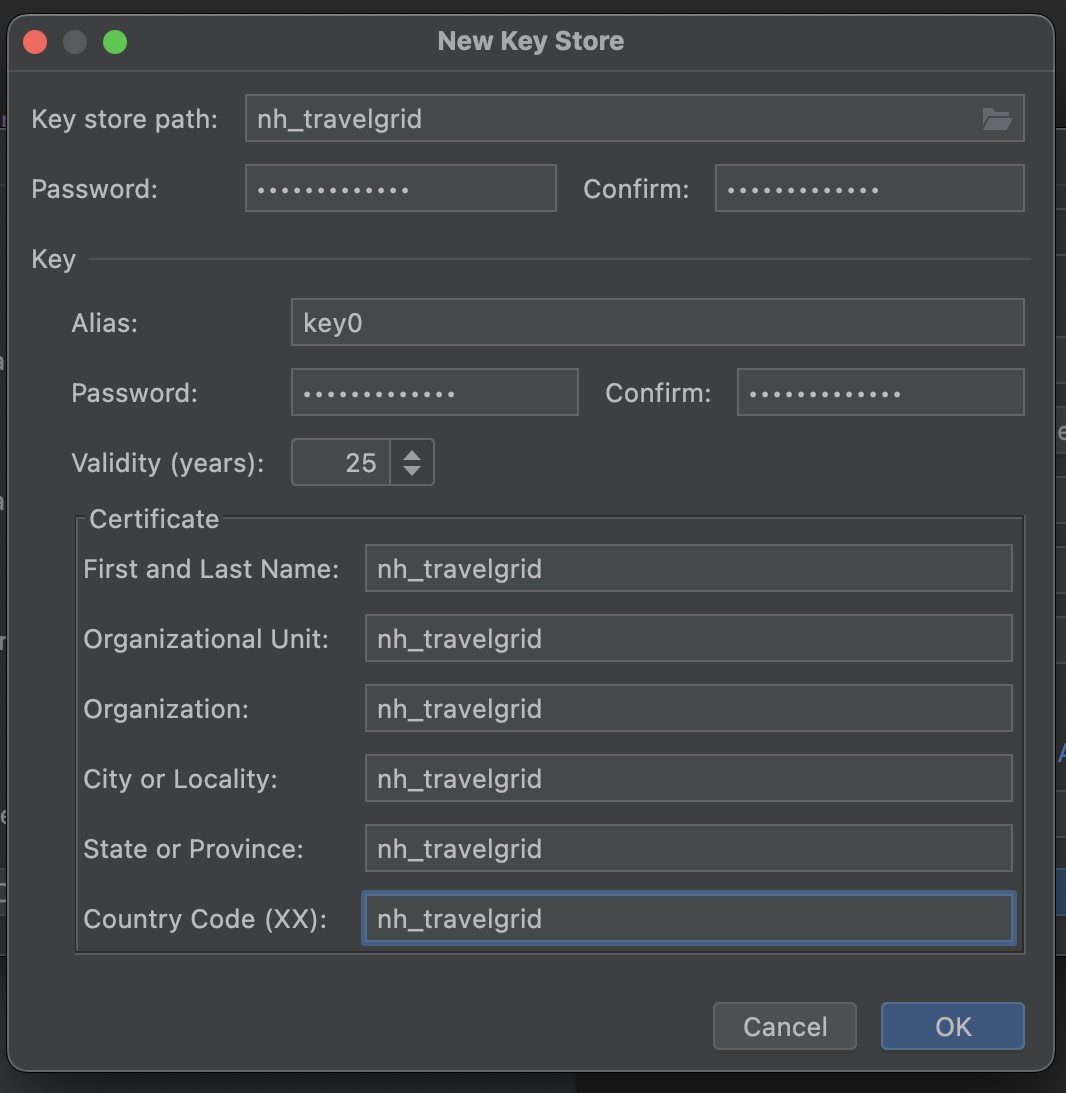 New Key Store
Key store path: nh_travelgrid
Password: ••••••••••••• Confirm: •••••••••••••
Key
Alias: key0
Password: ••••••••••••• Confirm: •••••••••••••
Validity (years): 25
Certificate
First and Last Name: nh_travelgrid
Organizational Unit: nh_travelgrid
Organization: nh_travelgrid
City or Locality: nh_travelgrid
State or Province: nh_travelgrid
Country Code (XX): nh_travelgrid
Cancel OK